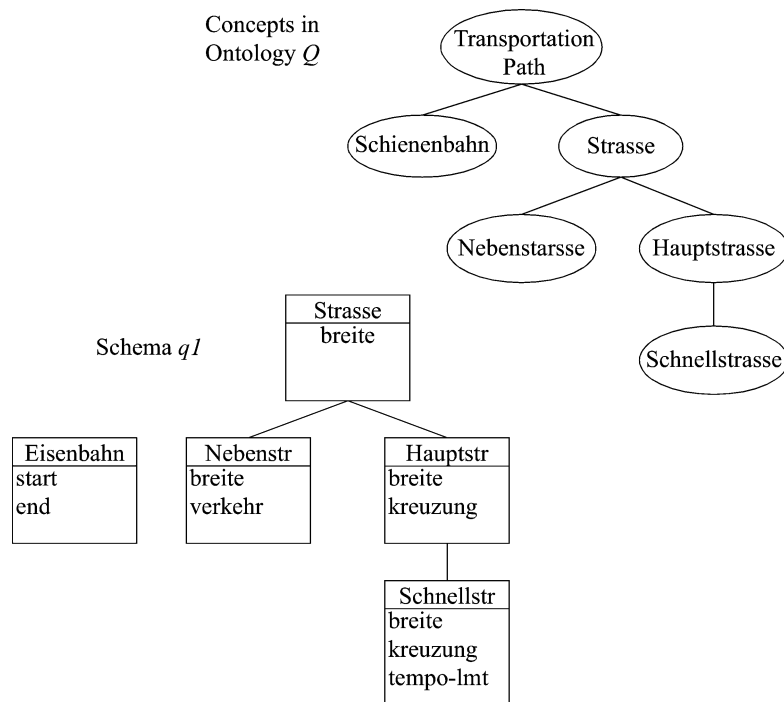 Concepts in
Ontology Q
Transportation
Path
Schienenbahn
Strasse
Nebenstarsse
Hauptstrasse
Schnellstrasse
Schema q1
Strasse
breite
Eisenbahn
start
end
Nebenstr
breite
verkehr
Hauptstr
breite
kreuzung
Schnellstr
breite
kreuzung
tempo-lmt